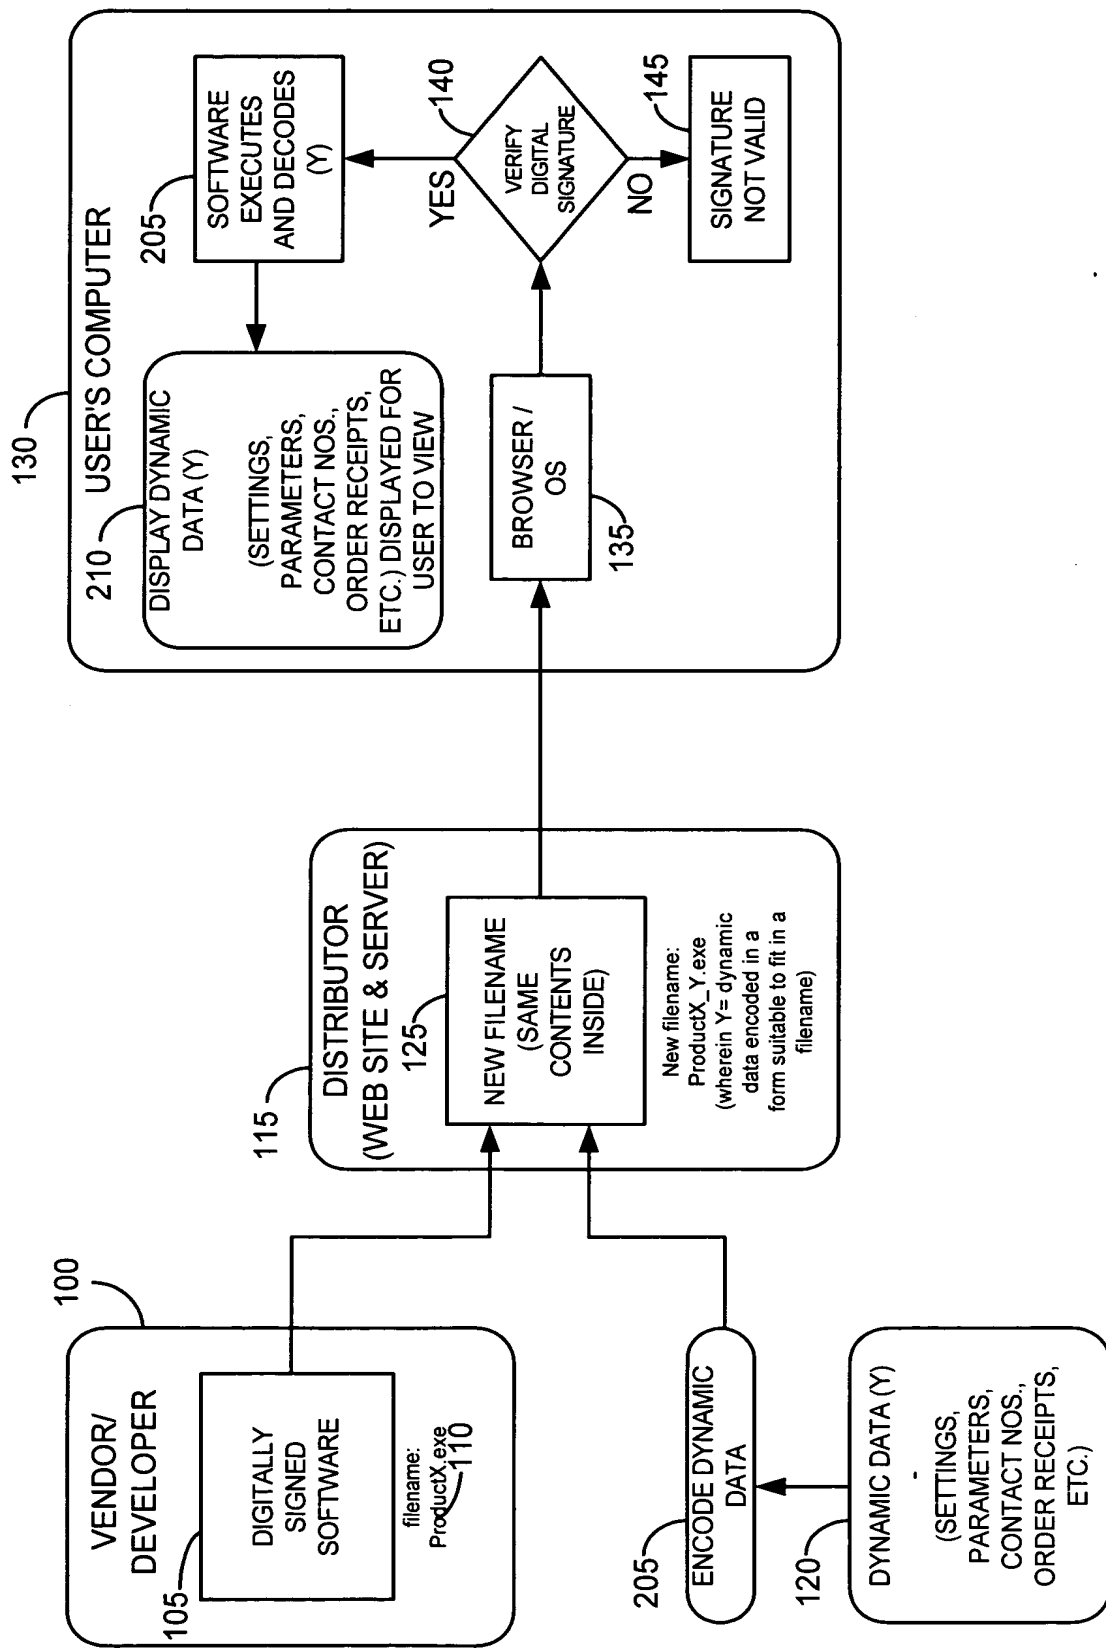 100
VENDOR/
DEVELOPER
105
DIGITALLY
SIGNED
SOFTWARE
filename:
ProductX.exe
110
205
ENCODE DYNAMIC
DATA
120
DYNAMIC DATA (Y)
(SETTINGS,
PARAMETERS,
CONTACT NOS.,
ORDER RECEIPTS,
ETC.)
115
DISTRIBUTOR
(WEB SITE & SERVER)
125
NEW FILENAME
(SAME
CONTENTS
INSIDE)
New filename:
ProductX_Y.exe
(wherein Y= dynamic
data encoded in a
form suitable to fit in a
filename)
130
USER'S COMPUTER
210
DISPLAY DYNAMIC
DATA (Y)
(SETTINGS,
PARAMETERS,
CONTACT NOS.,
ORDER RECEIPTS,
ETC.) DISPLAYED FOR
USER TO VIEW
205
SOFTWARE
EXECUTES
AND DECODES
(Y)
YES
140
VERIFY
DIGITAL
SIGNATURE
BROWSER /
OS
135
NO
145
SIGNATURE
NOT VALID